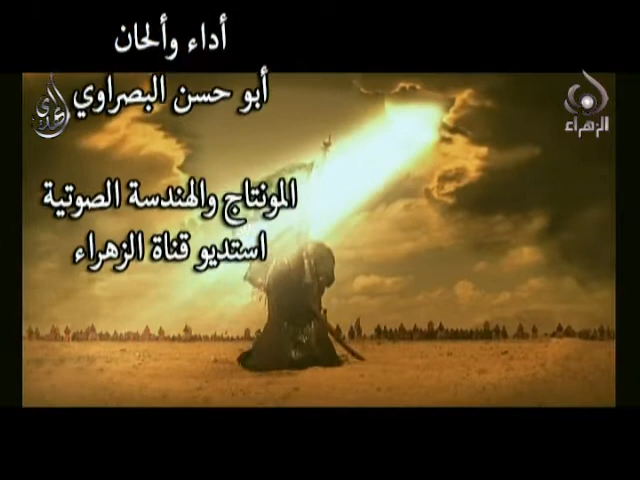 أداء وألحان
أبو حسن البصراوي
المونتاج والهندسة الصوتية
استديو قناة الزهراء
الزهراء